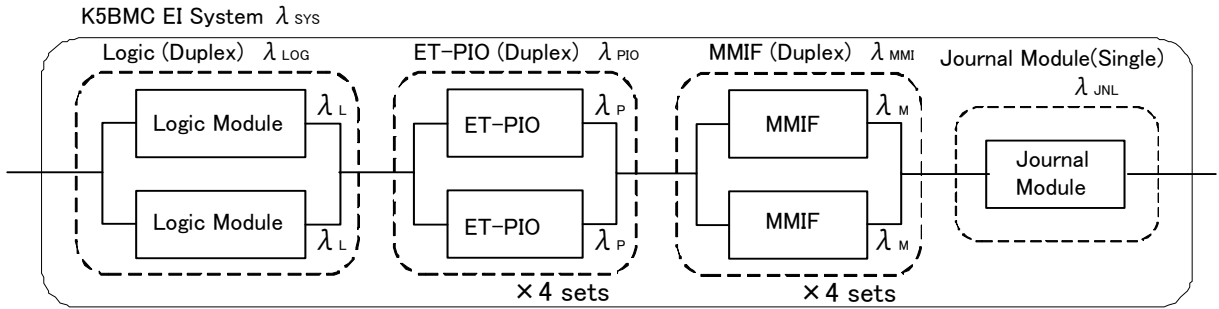 K5BMC EI System λ SYS
Logic (Duplex) λ LOG
ET-PIO (Duplex) λ PIO
MMIF (Duplex) λ MMI
Journal Module(Single)
λ JNL
Logic Module
λ L
ET-PIO
λ P
MMIF
λ M
Journal
Module
Logic Module
λ L
ET-PIO
λ P
MMIF
λ M
×4 sets
×4 sets